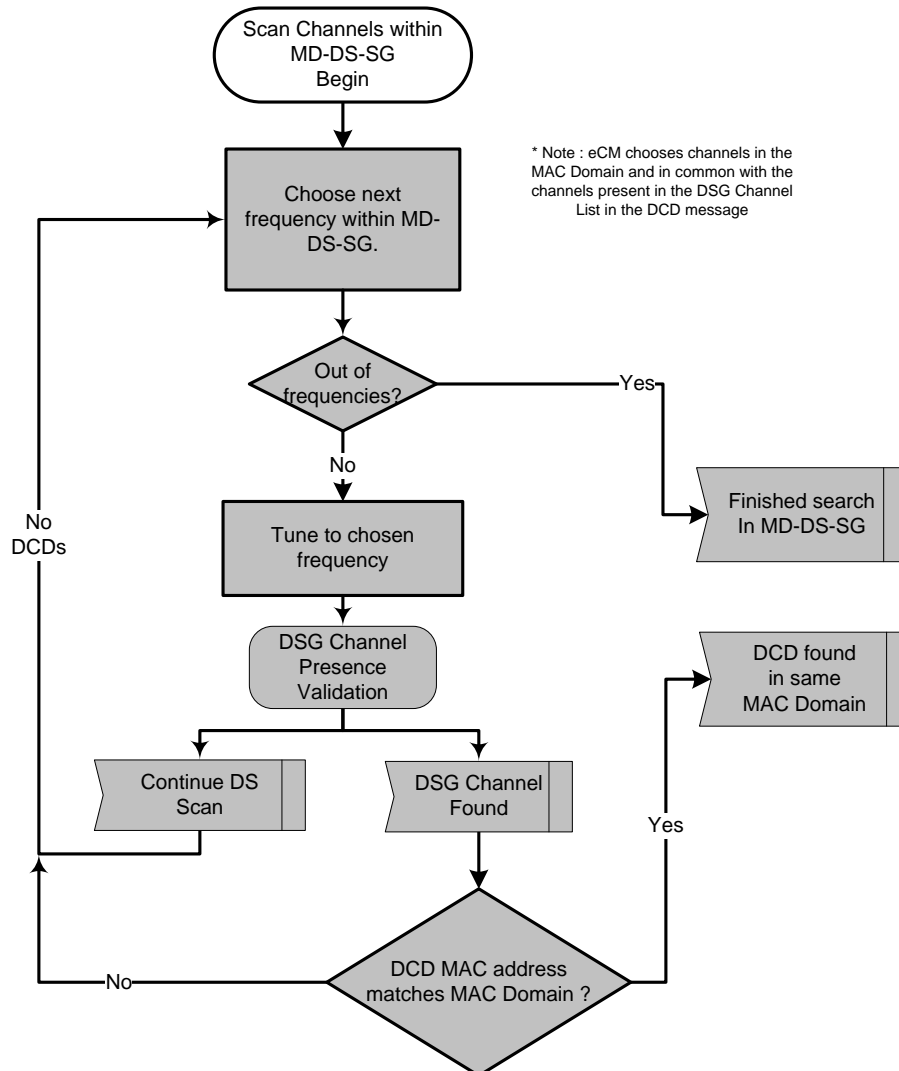 Scan Channels within
MD-DS-SG
Begin
* Note : eCM chooses channels in the
MAC Domain and in common with the
channels present in the DSG Channel
List in the DCD message
Choose next
frequency within MD-
DS-SG.
Out of
frequencies?
Yes
No
Finished search
In MD-DS-SG
No
DCDs
Tune to chosen
frequency
DSG Channel
Presence
Validation
DCD found
in same
MAC Domain
Continue DS
Scan
DSG Channel
Found
Yes
DCD MAC address
matches MAC Domain ?
No